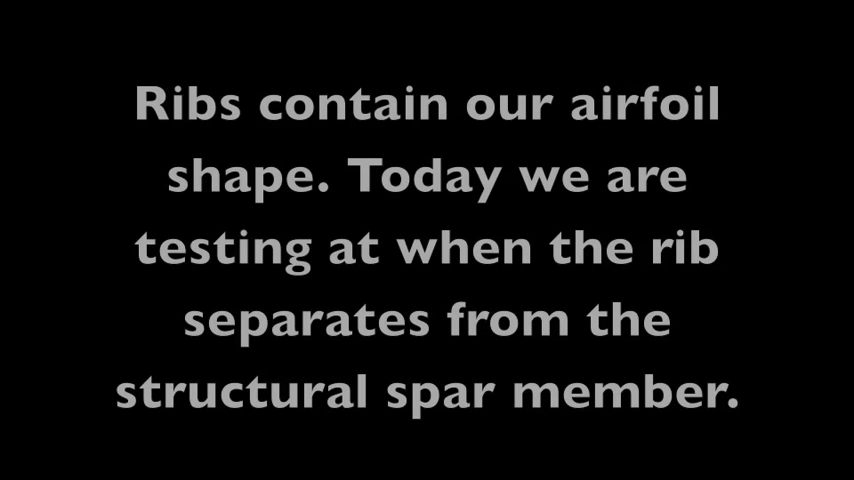 Ribs contain our airfoil
shape. Today we are
testing at when the rib
separates from the
structural spar member.